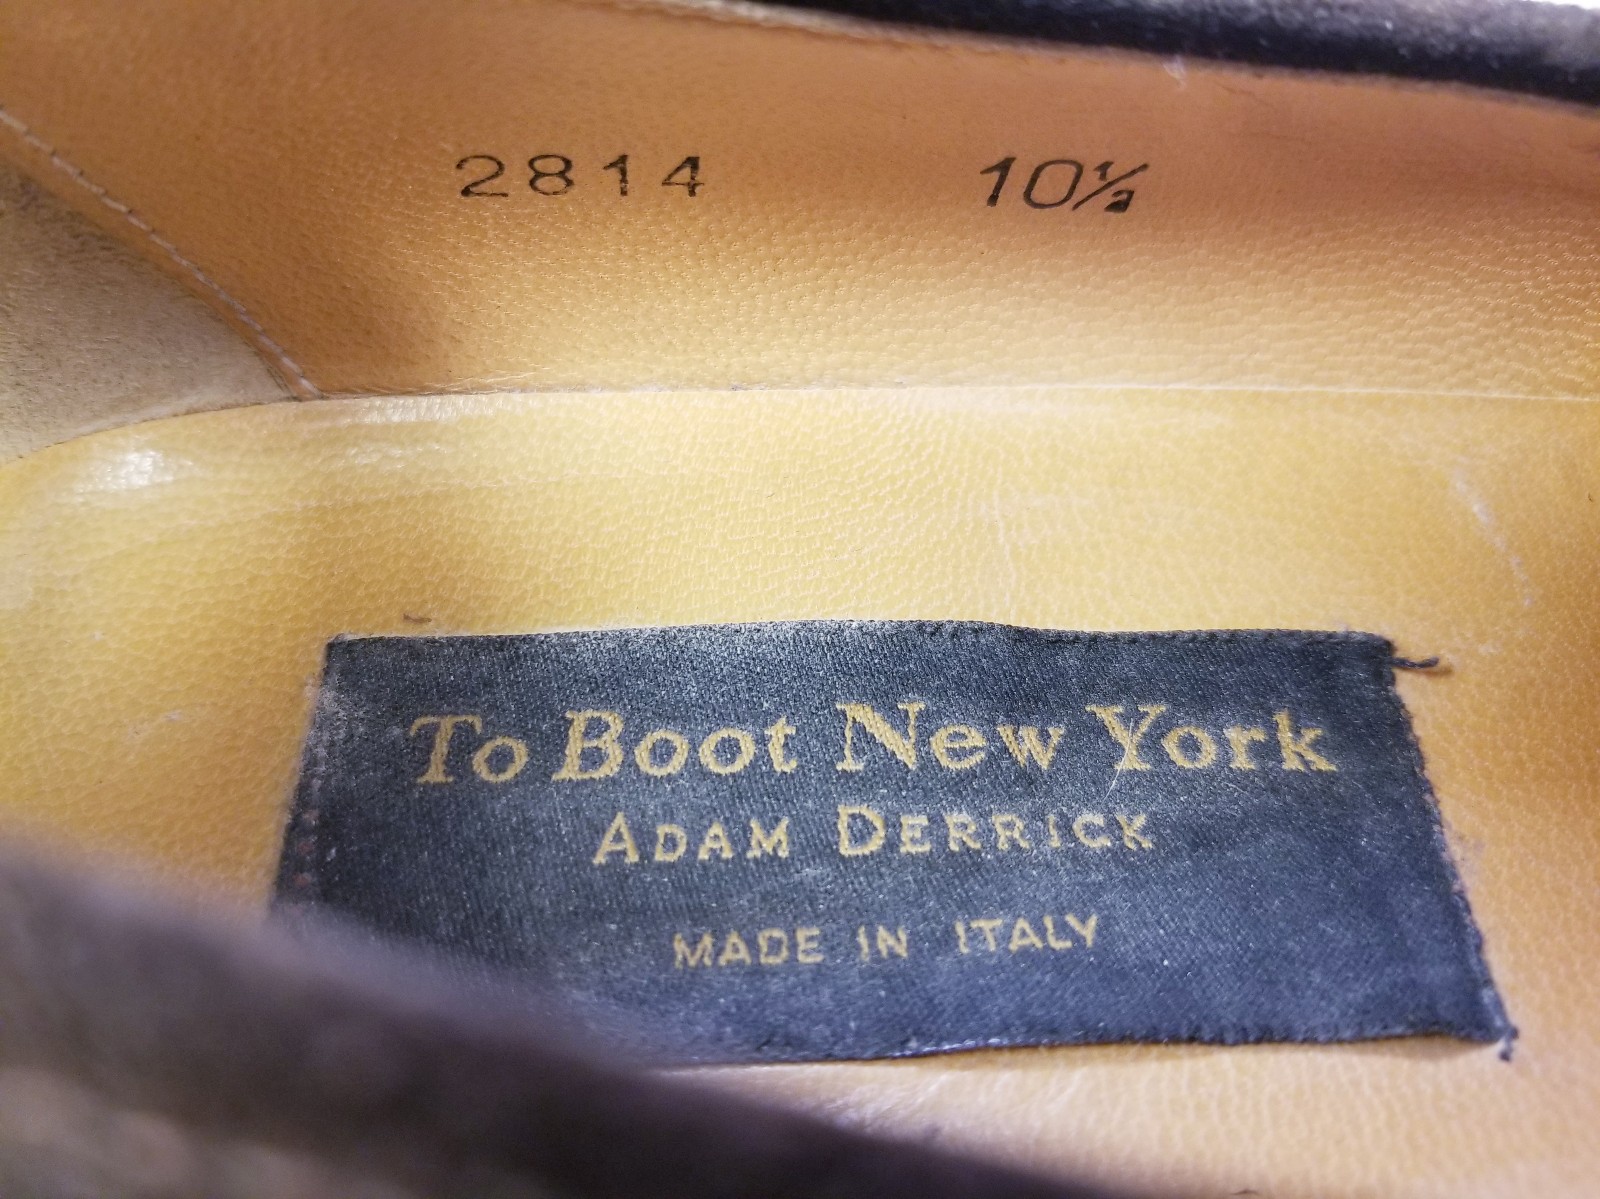 2814 10½
To Boot New York
ADAM DERRICK
MADE IN ITALY